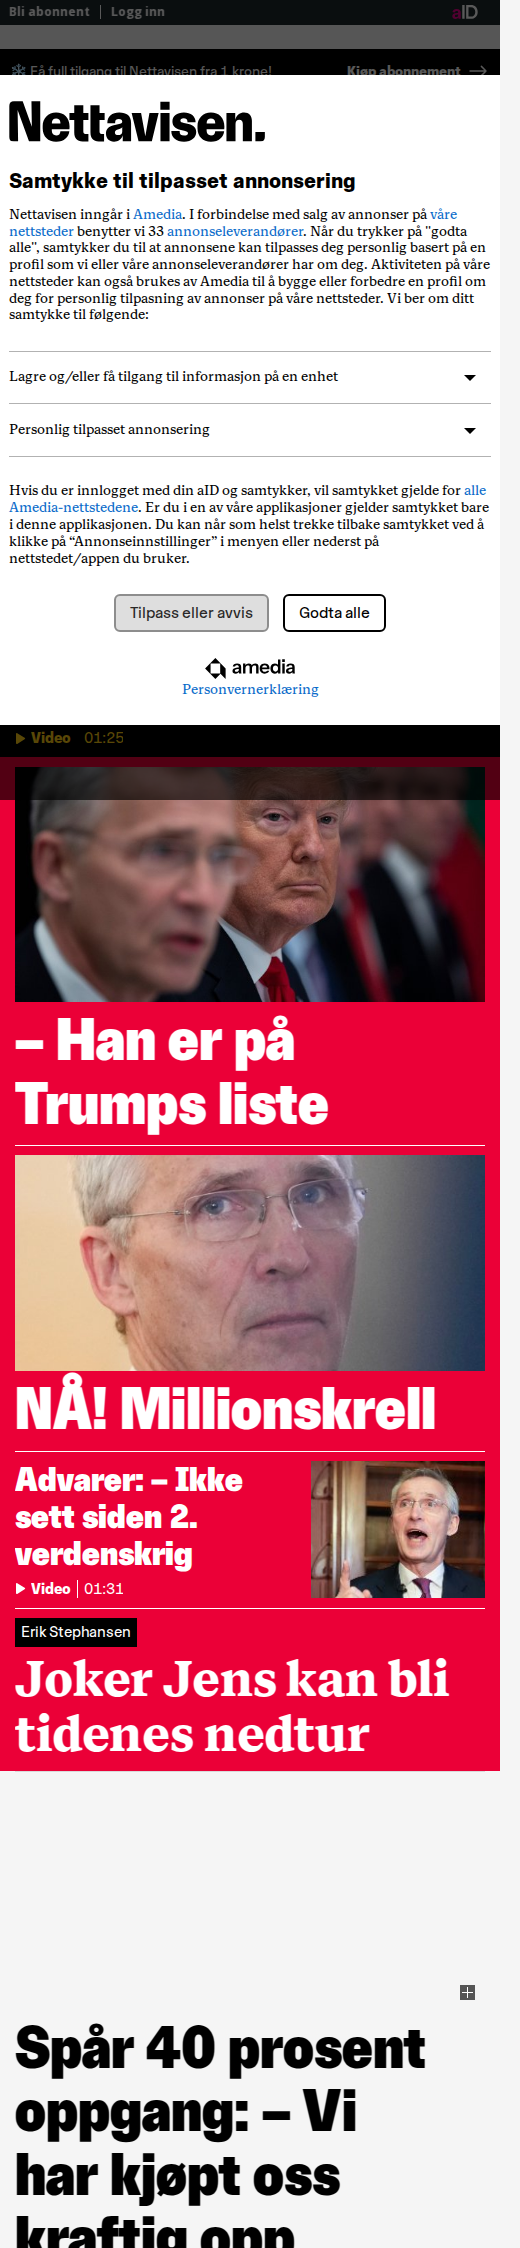 Bli abonnent | Logg inn
aID
Få full tilgang til Nettavisen fra 1 krone!
Kjøp abonnement →
Nettavisen.
Samtykke til tilpasset annonsering
Nettavisen inngår i Amedia. I forbindelse med salg av annonser på våre
nettsteder benytter vi 33 annonseleverandører. Når du trykker på "godta
alle", samtykker du til at annonsene kan tilpasses deg personlig basert på en
profil som vi eller våre annonseleverandører har om deg. Aktiviteten på våre
nettsteder kan også brukes av Amedia til å bygge eller forbedre en profil om
deg for personlig tilpasning av annonser på våre nettsteder. Vi ber om ditt
samtykke til følgende:
Lagre og/eller få tilgang til informasjon på en enhet
Personlig tilpasset annonsering
Hvis du er innlogget med din aID og samtykker, vil samtykket gjelde for alle
Amedia-nettstedene. Er du i en av våre applikasjoner gjelder samtykket bare
i denne applikasjonen. Du kan når som helst trekke tilbake samtykket ved å
klikke på “Annonseinnstillinger” i menyen eller nederst på
nettstedet/appen du bruker.
Tilpass eller avvis
Godta alle
amedia
Personvernerklæring
Video 01:25
– Han er på
Trumps liste
NÅ! Millionskrell
Advarer: – Ikke
sett siden 2.
verdenskrig
Video | 01:31
Erik Stephansen
Joker Jens kan bli
tidenes nedtur
Spår 40 prosent
oppgang: – Vi
har kjøpt oss
kraftig opp